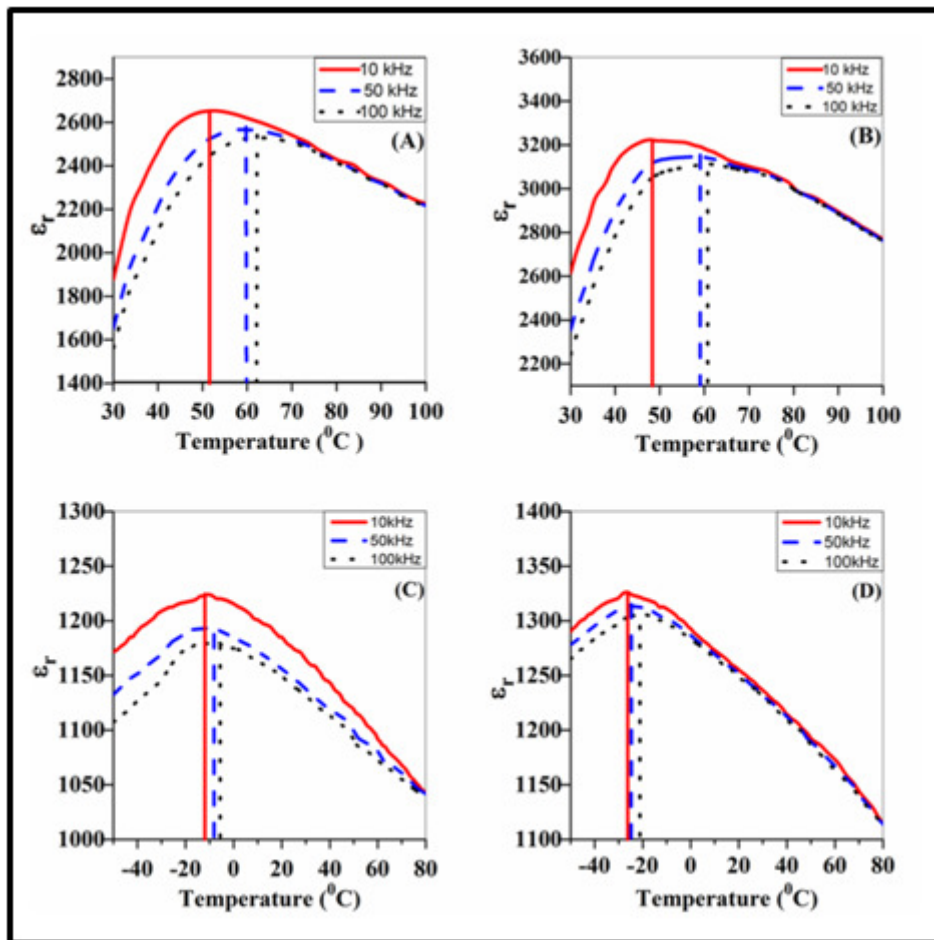 2800
2600
2400
2200
2000
1800
1600
1400
εr
10 kHz
50 kHz
100 kHz
(A)
30 40 50 60 70 80 90 100
Temperature (⁰C )
3600
3400
3200
3000
2800
2600
2400
2200
εr
10 kHz
50 kHz
100 kHz
(B)
30 40 50 60 70 80 90 100
Temperature (⁰C)
1300
1250
1200
1150
1100
1050
1000
εr
10kHz
50kHz
100kHz
(C)
-40 -20 0 20 40 60 80
Temperature (⁰C)
1400
1350
1300
1250
1200
1150
1100
εr
10kHz
50kHz
100kHz
(D)
-40 -20 0 20 40 60 80
Temperature (⁰C)